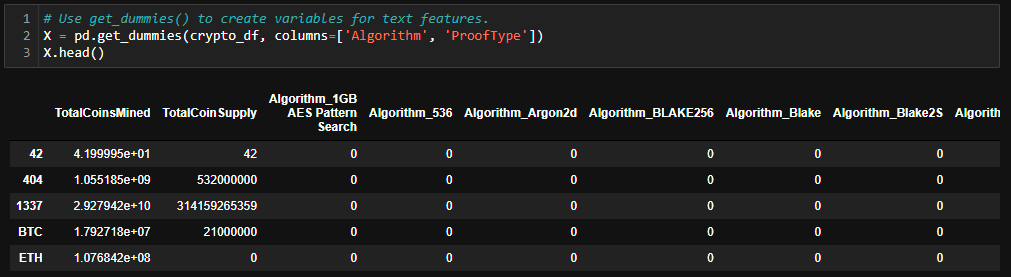 1 # Use get_dummies() to create variables for text features.
2 X = pd.get_dummies(crypto_df, columns=['Algorithm', 'ProofType'])
3 X.head()
TotalCoinsMined TotalCoinSupply Algorithm_1GB AES Pattern Search Algorithm_536 Algorithm_Argon2d Algorithm_BLAKE256 Algorithm_Blake Algorithm_Blake2S Algorith
42 4.199995e+01 42 0 0 0 0 0 0
404 1.055185e+09 532000000 0 0 0 0 0 0
1337 2.927942e+10 314159265359 0 0 0 0 0 0
BTC 1.792718e+07 21000000 0 0 0 0 0 0
ETH 1.076842e+08 0 0 0 0 0 0 0